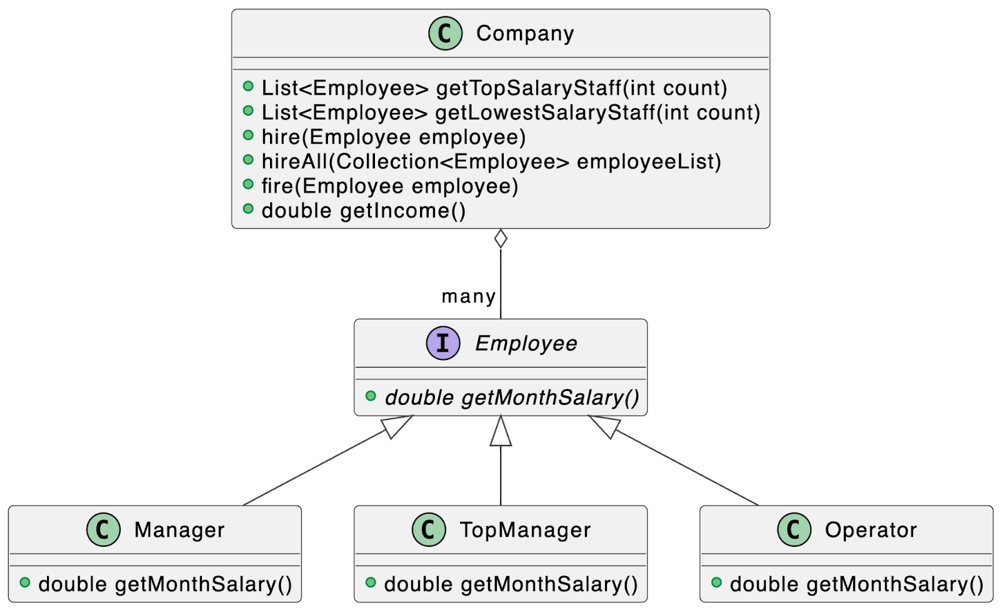 C Company
List<Employee> getTopSalaryStaff(int count)
List<Employee> getLowestSalaryStaff(int count)
hire(Employee employee)
hireAll(Collection<Employee> employeeList)
fire(Employee employee)
double getIncome()
many
I Employee
double getMonthSalary()
C Manager
double getMonthSalary()
C TopManager
double getMonthSalary()
C Operator
double getMonthSalary()